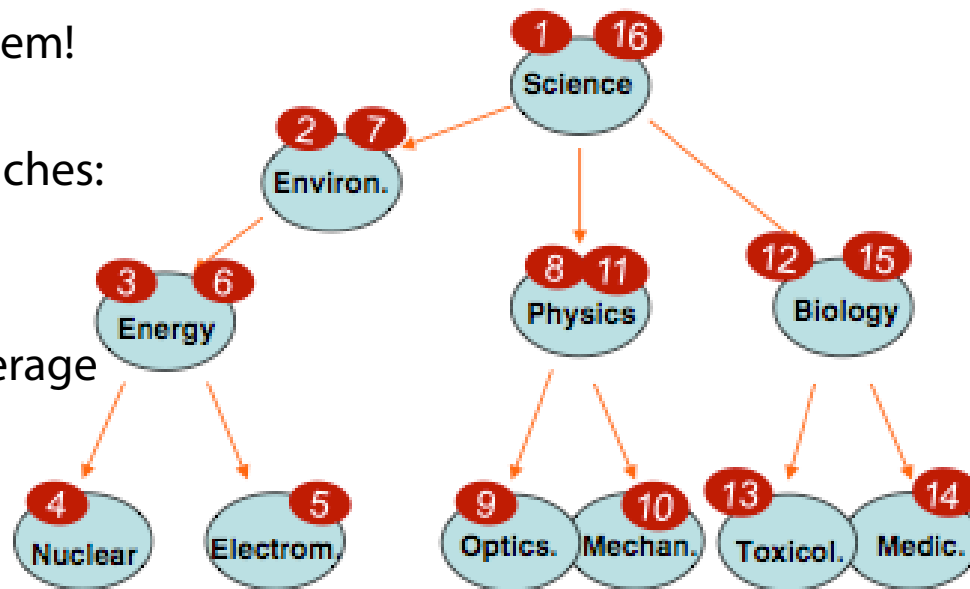 em!
1 16
Science
2 7
iches:
Environ.
3 6
Energy
8 11
Physics
12 15
Biology
erage
4
Nuclear
5
Electrom.
9
Optics.
10
Mechan.
13
Toxicol.
14
Medic.